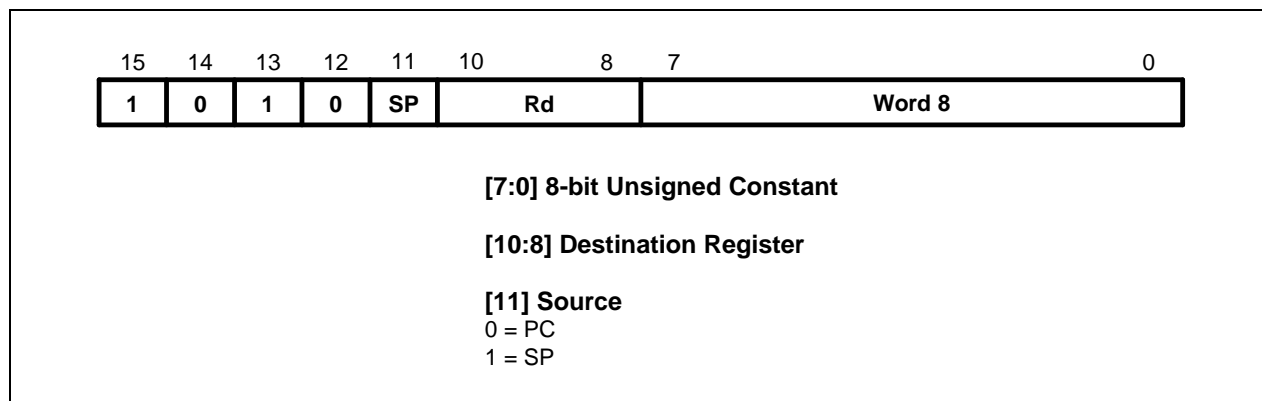 15 14 13 12 11 10 8 7 0
1 0 1 0 SP Rd Word 8
[7:0] 8-bit Unsigned Constant
[10:8] Destination Register
[11] Source
0 = PC
1 = SP